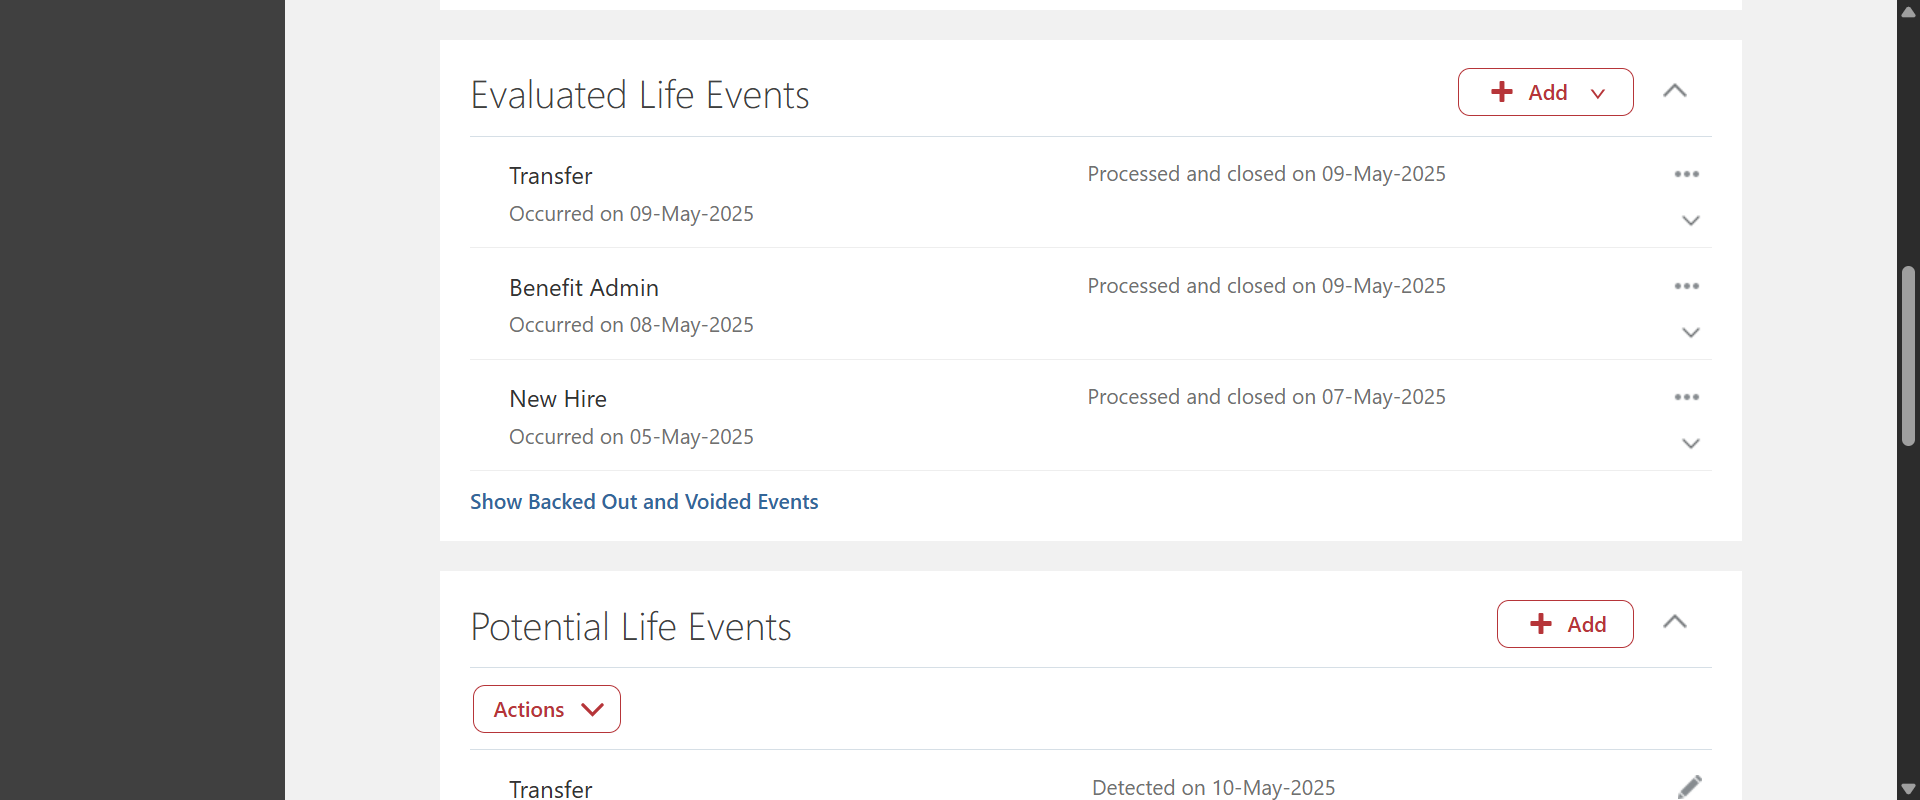 Evaluated Life Events
Add
Transfer
Processed and closed on 09-May-2025
Occurred on 09-May-2025
Benefit Admin
Processed and closed on 09-May-2025
Occurred on 08-May-2025
New Hire
Processed and closed on 07-May-2025
Occurred on 05-May-2025
Show Backed Out and Voided Events
Potential Life Events
Add
Actions
Transfer
Detected on 10-May-2025